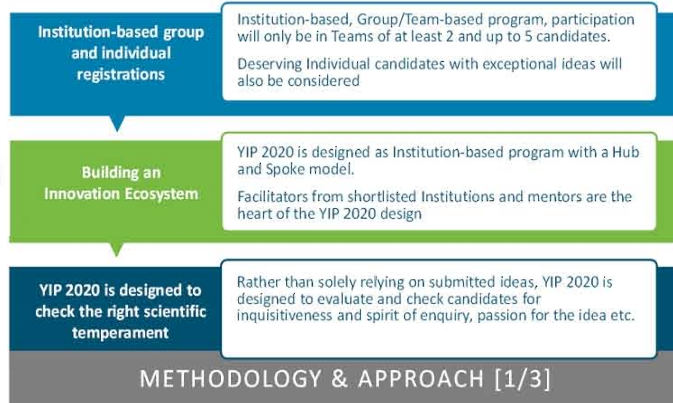 Institution-based group
and individual
registrations
Institution-based, Group/Team-based program, participation
will only be in Teams of at least 2 and up to 5 candidates.
Deserving Individual candidates with exceptional ideas will
also be considered
Building an
Innovation Ecosystem
YIP 2020 is designed as Institution-based program with a Hub
and Spoke model.
Facilitators from shortlisted Institutions and mentors are the
heart of the YIP 2020 design
YIP 2020 is designed to
check the right scientific
temperament
Rather than solely relying on submitted ideas, YIP 2020 is
designed to evaluate and check candidates for
inquisitiveness and spirit of enquiry, passion for the idea etc.
METHODOLOGY & APPROACH [1/3]